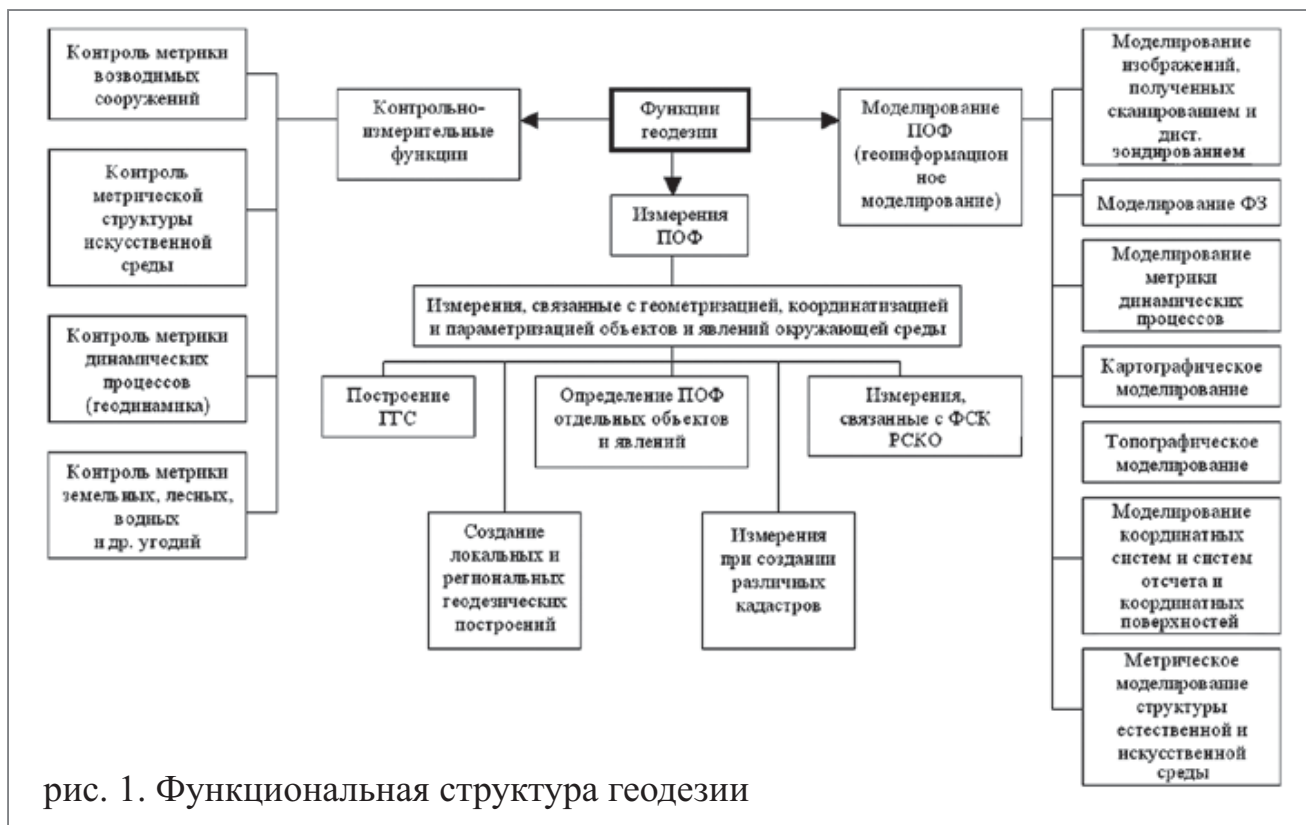 Функции
геодезии
Контрольно-
измерительные
функции
Контроль метрики
возводимых
сооружений
Контроль
метрической
структуры
искусственной
среды
Контроль метрики
динамических
процессов
(геодинамика)
Контроль метрики
земельных, лесных,
водных
и др. угодий
Измерения
ПОФ
Измерения, связанные с геометризацией, координатизацией
и параметризацией объектов и явлений окружающей среды
Построение
ГГС
Определение ПОФ
отдельных объектов
и явлений
Измерения,
связанные с ФСК
РСКО
Создание
локальных и
региональных
геодезических
построений
Измерения
при создании
различных
кадастров
Моделирование
ПОФ
(геоинформацион
ное
моделирование)
Моделирование
изображений,
полученных
сканированием и
дист.
зондированием
Моделирование ФЗ
Моделирование
метрики
динамических
процессов
Картографическое
моделирование
Топографическое
моделирование
Моделирование
координатных
систем и систем
отсчета и
координатных
поверхностей
Метрическое
моделирование
структуры
естественной и
искусственной
среды
рис. 1. Функциональная структура геодезии